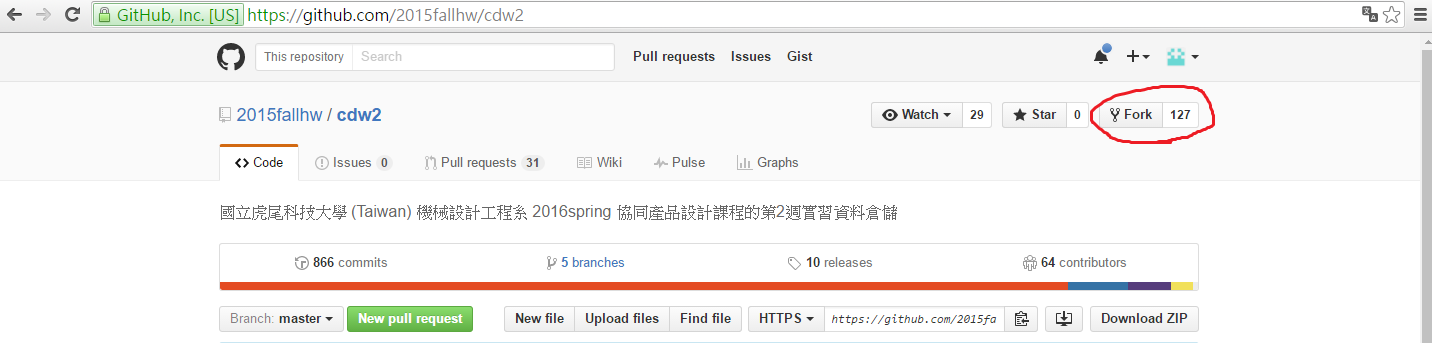 GitHub, Inc. [US] https://github.com/2015fallhw/cdw2
This repository Search Pull requests Issues Gist
2015fallhw / cdw2 Watch 29 Star 0 Fork 127
Code Issues 0 Pull requests 31 Wiki Pulse Graphs
國立虎尾科技大學 (Taiwan) 機械設計工程系 2016spring 協同產品設計課程的第2週實習資料倉儲
866 commits 5 branches 10 releases 64 contributors
Branch: master New pull request New file Upload files Find file HTTPS https://github.com/2015fa Download ZIP